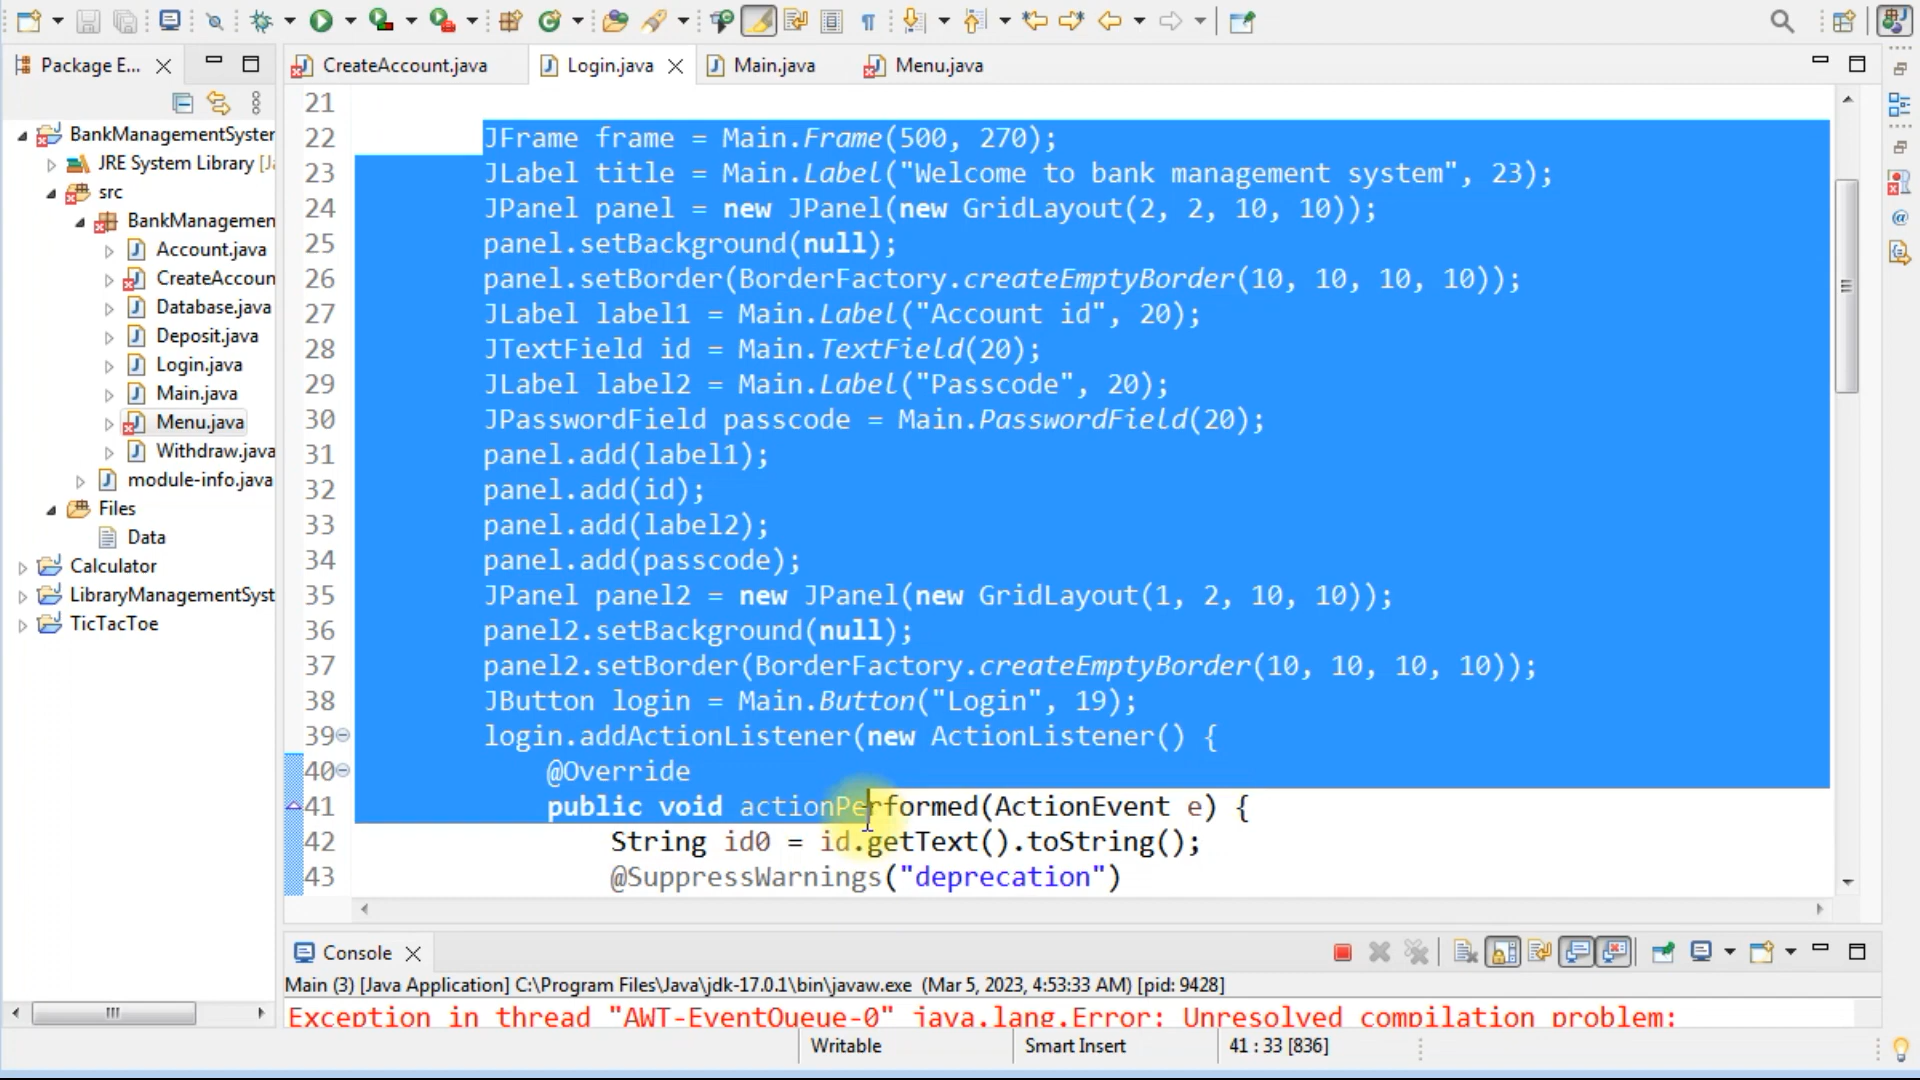 Package E...
CreateAccount.java
Login.java
Main.java
Menu.java
BankManagementSyster
JRE System Library [Ja
src
BankManagemen
Account.java
CreateAccoun
Database.java
Deposit.java
Login.java
Main.java
Menu.java
Withdraw.java
module-info.java
Files
Data
Calculator
LibraryManagementSyst
TicTacToe
21
22 JFrame frame = Main.Frame(500, 270);
23 JLabel title = Main.Label("Welcome to bank management system", 23);
24 JPanel panel = new JPanel(new GridLayout(2, 2, 10, 10));
25 panel.setBackground(null);
26 panel.setBorder(BorderFactory.createEmptyBorder(10, 10, 10, 10));
27 JLabel label1 = Main.Label("Account id", 20);
28 JTextField id = Main.TextField(20);
29 JLabel label2 = Main.Label("Passcode", 20);
30 JPasswordField passcode = Main.PasswordField(20);
31 panel.add(label1);
32 panel.add(id);
33 panel.add(label2);
34 panel.add(passcode);
35 JPanel panel2 = new JPanel(new GridLayout(1, 2, 10, 10));
36 panel2.setBackground(null);
37 panel2.setBorder(BorderFactory.createEmptyBorder(10, 10, 10, 10));
38 JButton login = Main.Button("Login", 19);
39 login.addActionListener(new ActionListener() {
40 @Override
41 public void actionPerformed(ActionEvent e) {
42 String id0 = id.getText().toString();
43 @SuppressWarnings("deprecation")
Console
Main (3) [Java Application] C:\Program Files\Java\jdk-17.0.1\bin\javaw.exe (Mar 5, 2023, 4:53:33 AM) [pid: 9428]
Exception in thread "AWT-EventQueue-0" java.lang.Error: Unresolved compilation problem:
Writable
Smart Insert
41 : 33 [836]